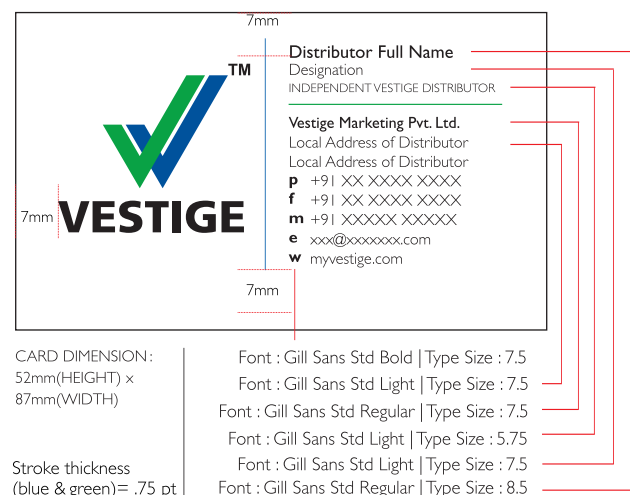 7mm
TM
Distributor Full Name
Designation
INDEPENDENT VESTIGE DISTRIBUTOR
Vestige Marketing Pvt. Ltd.
Local Address of Distributor
Local Address of Distributor
p +91 XX XXXX XXXX
f +91 XX XXXX XXXX
m +91 XXXXX XXXXX
e xxx@xxxxxxx.com
w myvestige.com
7mm VESTIGE
7mm
CARD DIMENSION :
52mm(HEIGHT) x
87mm(WIDTH)
Stroke thickness
(blue & green)= .75 pt
Font : Gill Sans Std Bold | Type Size : 7.5
Font : Gill Sans Std Light | Type Size : 7.5
Font : Gill Sans Std Regular | Type Size : 7.5
Font : Gill Sans Std Light | Type Size : 5.75
Font : Gill Sans Std Light | Type Size : 7.5
Font : Gill Sans Std Regular | Type Size : 8.5